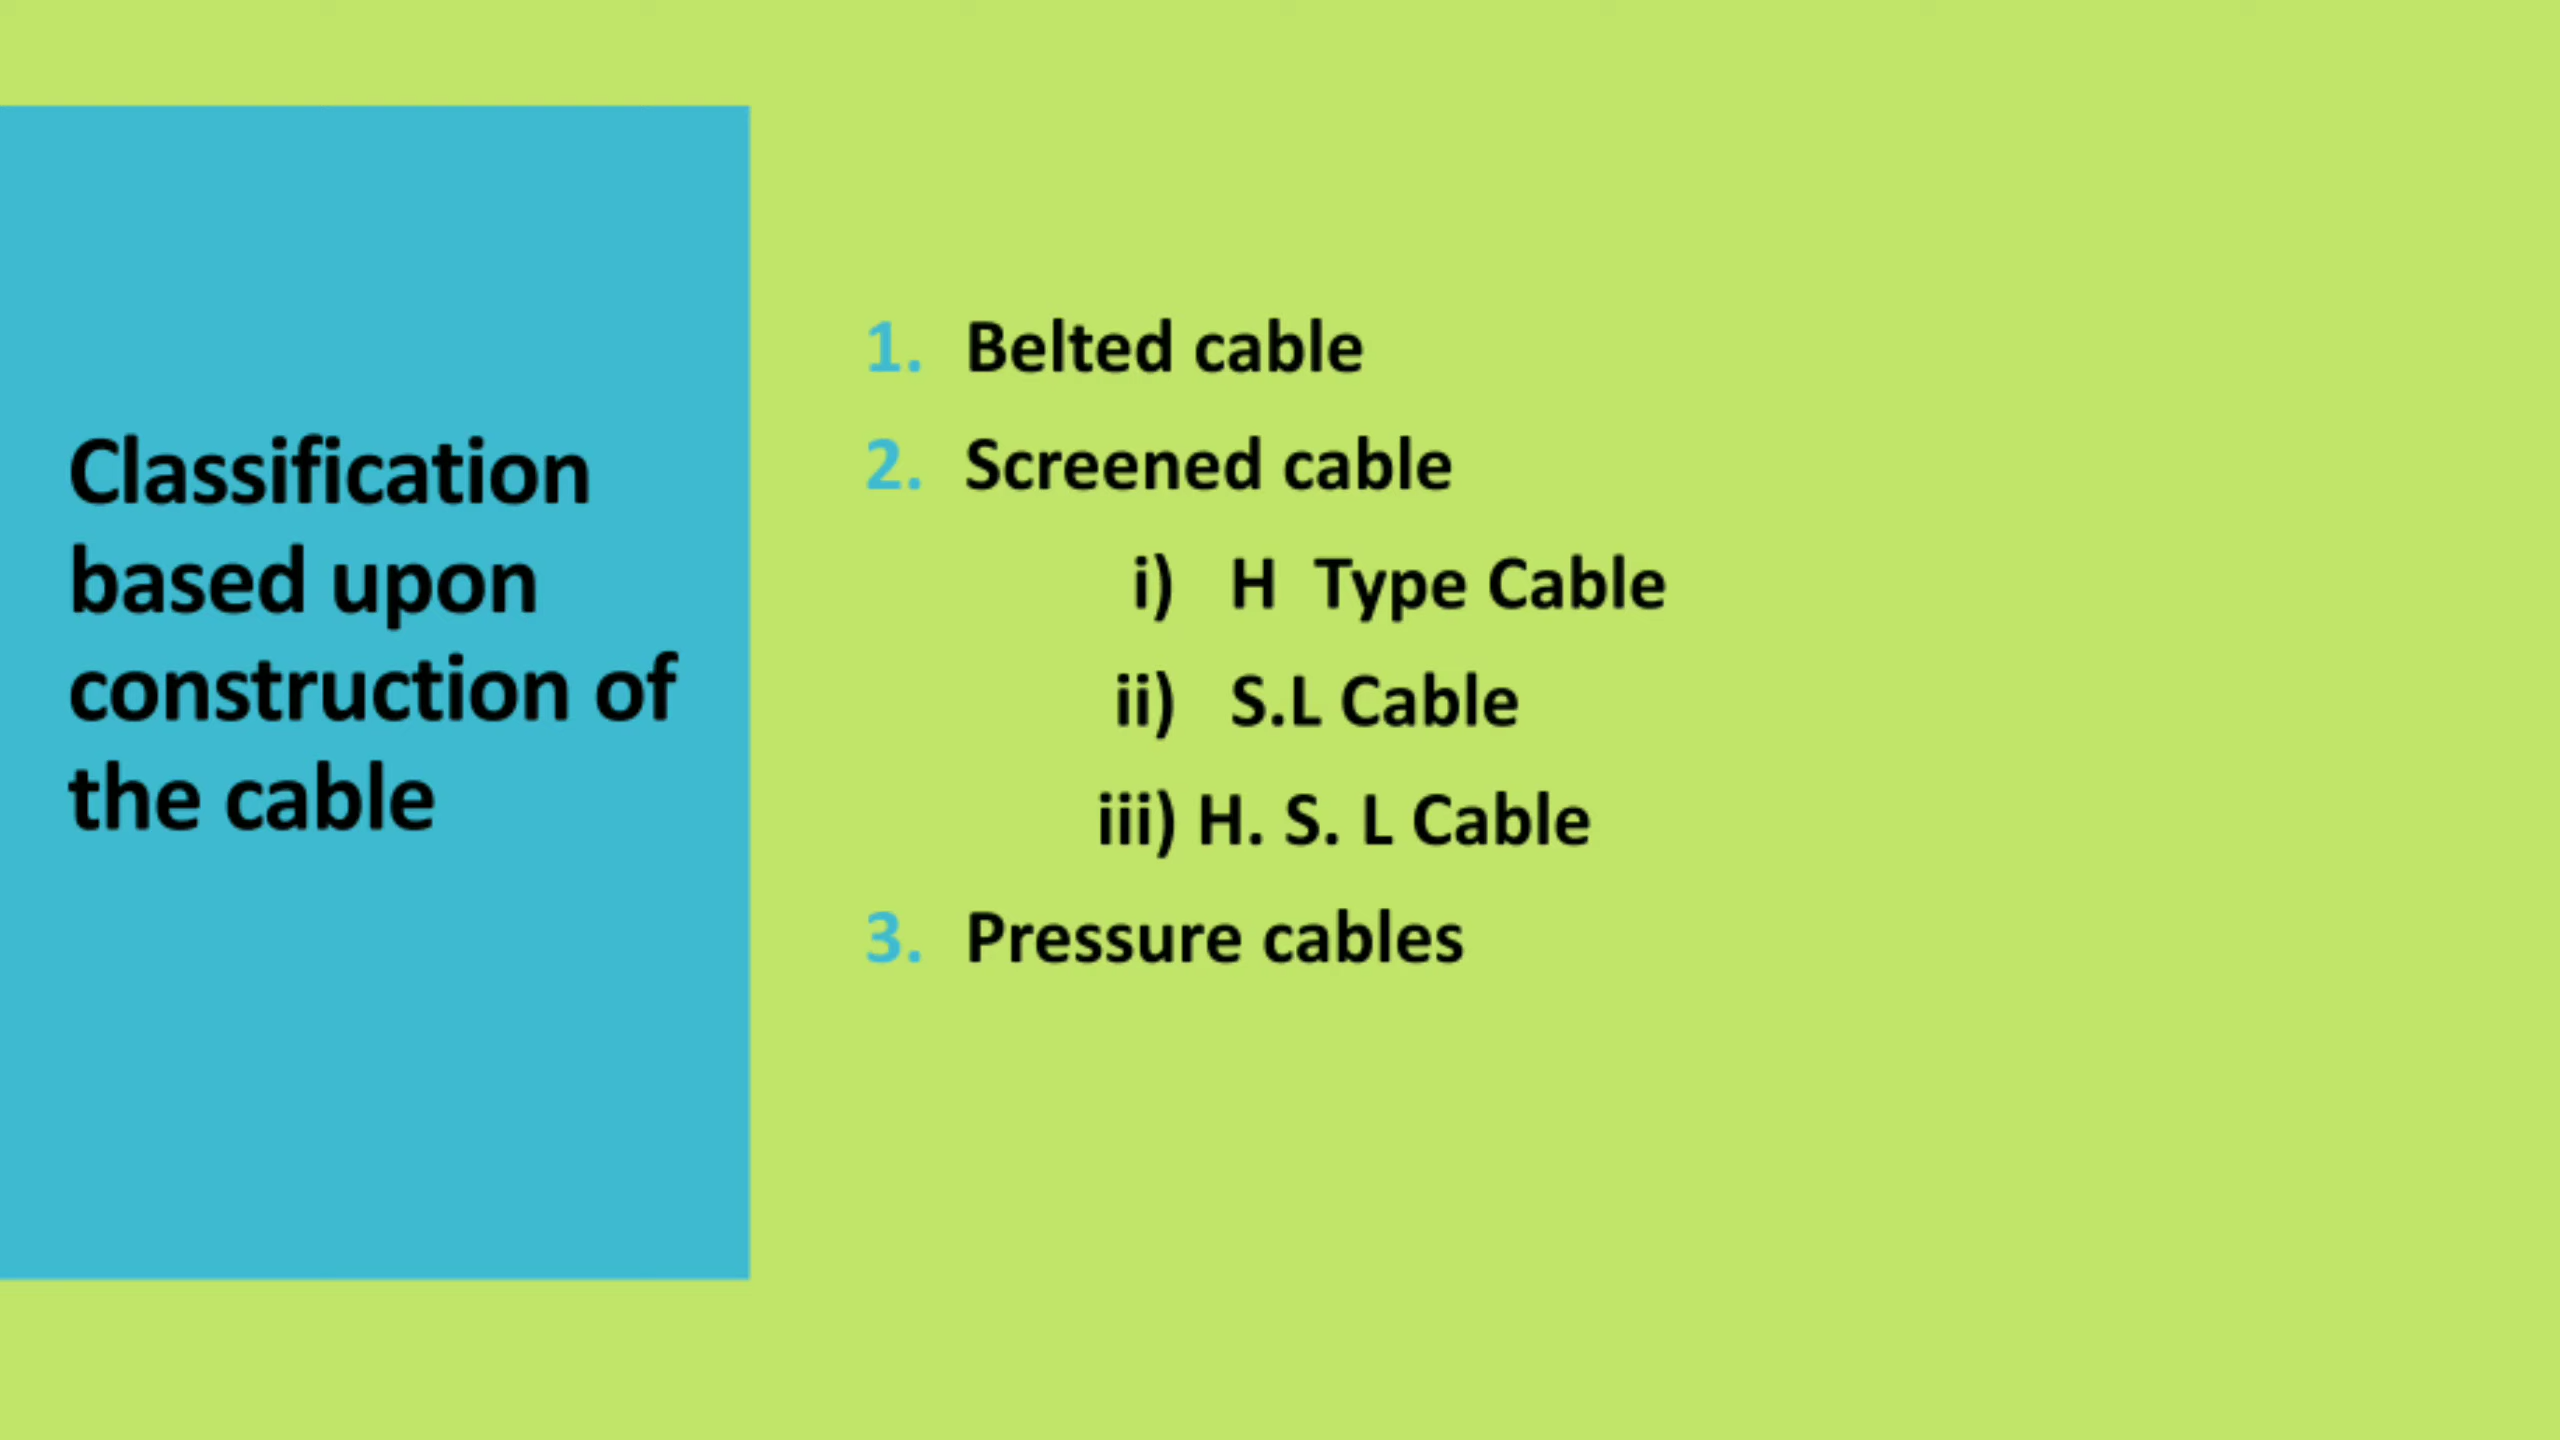 Classification
based upon
construction of
the cable
1. Belted cable
2. Screened cable
i) H Type Cable
ii) S.L Cable
iii) H. S. L Cable
3. Pressure cables